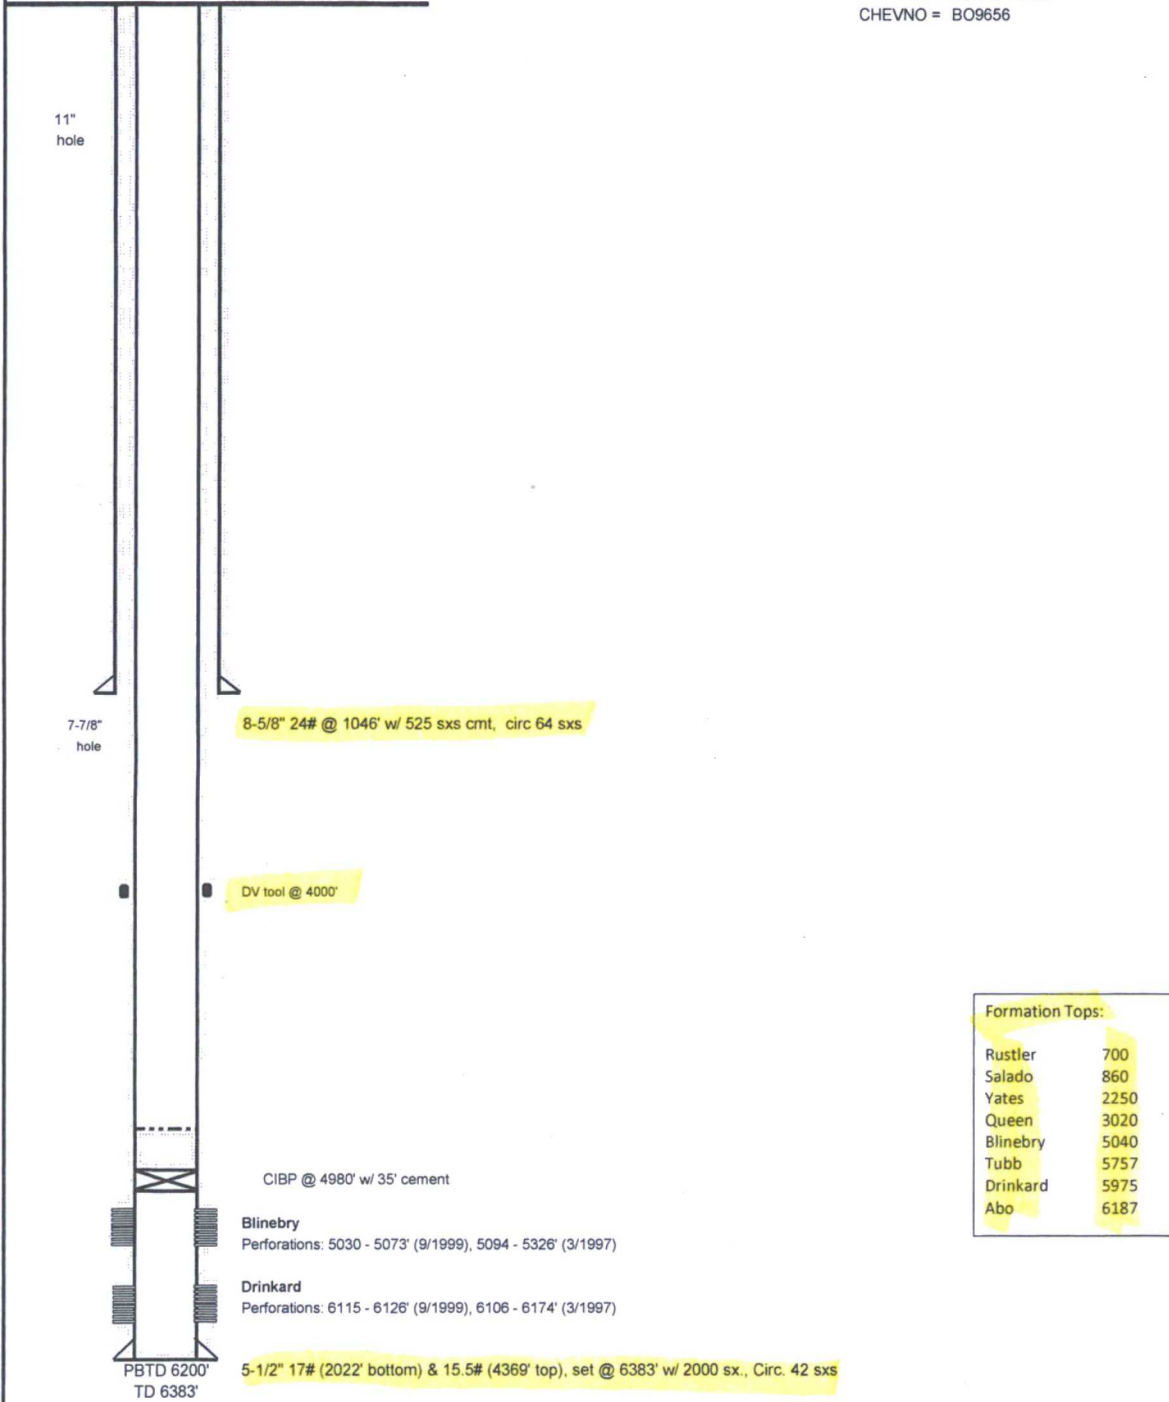 CHEVNO = BO9656
11"
hole
7-7/8"
hole
8-5/8" 24# @ 1046' w/ 525 sxs cmt, circ 64 sxs
DV tool @ 4000'
Formation Tops:
Rustler 700
Salado 860
Yates 2250
Queen 3020
Blinebry 5040
Tubb 5757
Drinkard 5975
Abo 6187
CIBP @ 4980' w/ 35' cement
Blinebry
Perforations: 5030 - 5073' (9/1999), 5094 - 5326' (3/1997)
Drinkard
Perforations: 6115 - 6126' (9/1999), 6106 - 6174' (3/1997)
PBTD 6200'
TD 6383'
5-1/2" 17# (2022' bottom) & 15.5# (4369' top), set @ 6383' w/ 2000 sx., Circ. 42 sxs